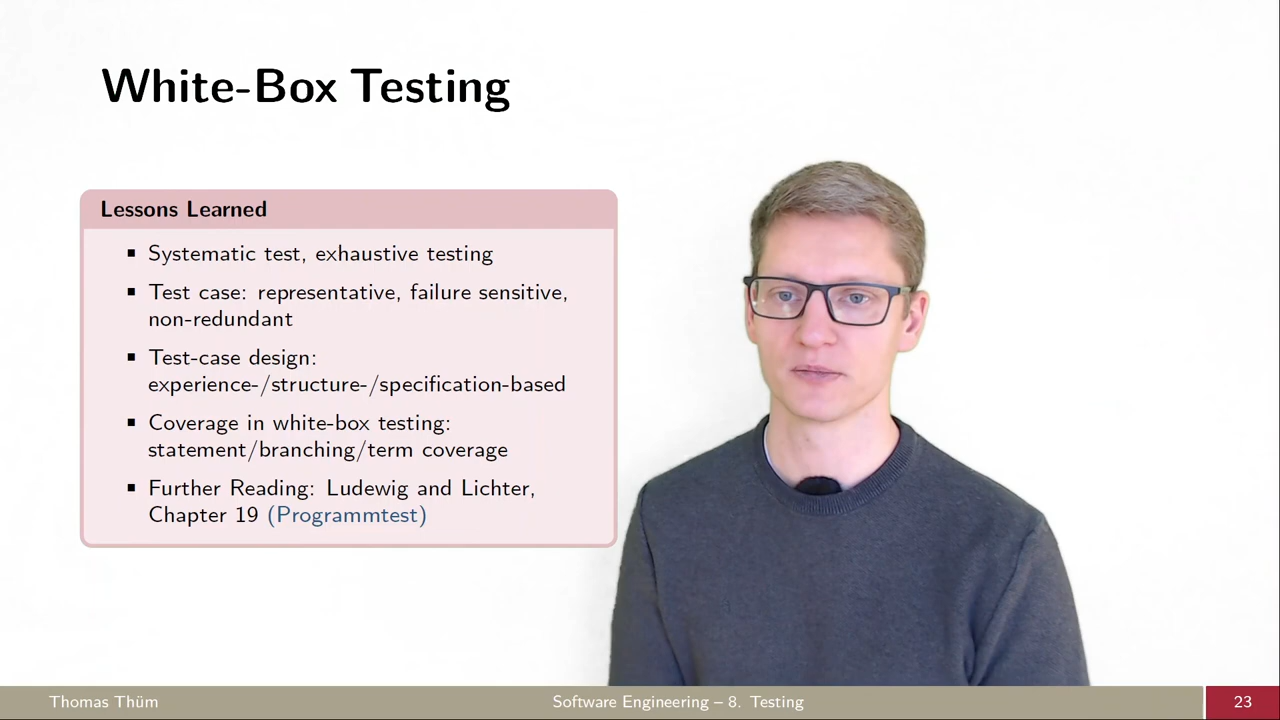 White-Box Testing
Lessons Learned
▪ Systematic test, exhaustive testing
▪ Test case: representative, failure sensitive,
non-redundant
▪ Test-case design:
experience-/structure-/specification-based
▪ Coverage in white-box testing:
statement/branching/term coverage
▪ Further Reading: Ludewig and Lichter,
Chapter 19 (Programmtest)
Thomas Thüm
Software Engineering – 8. Testing
23